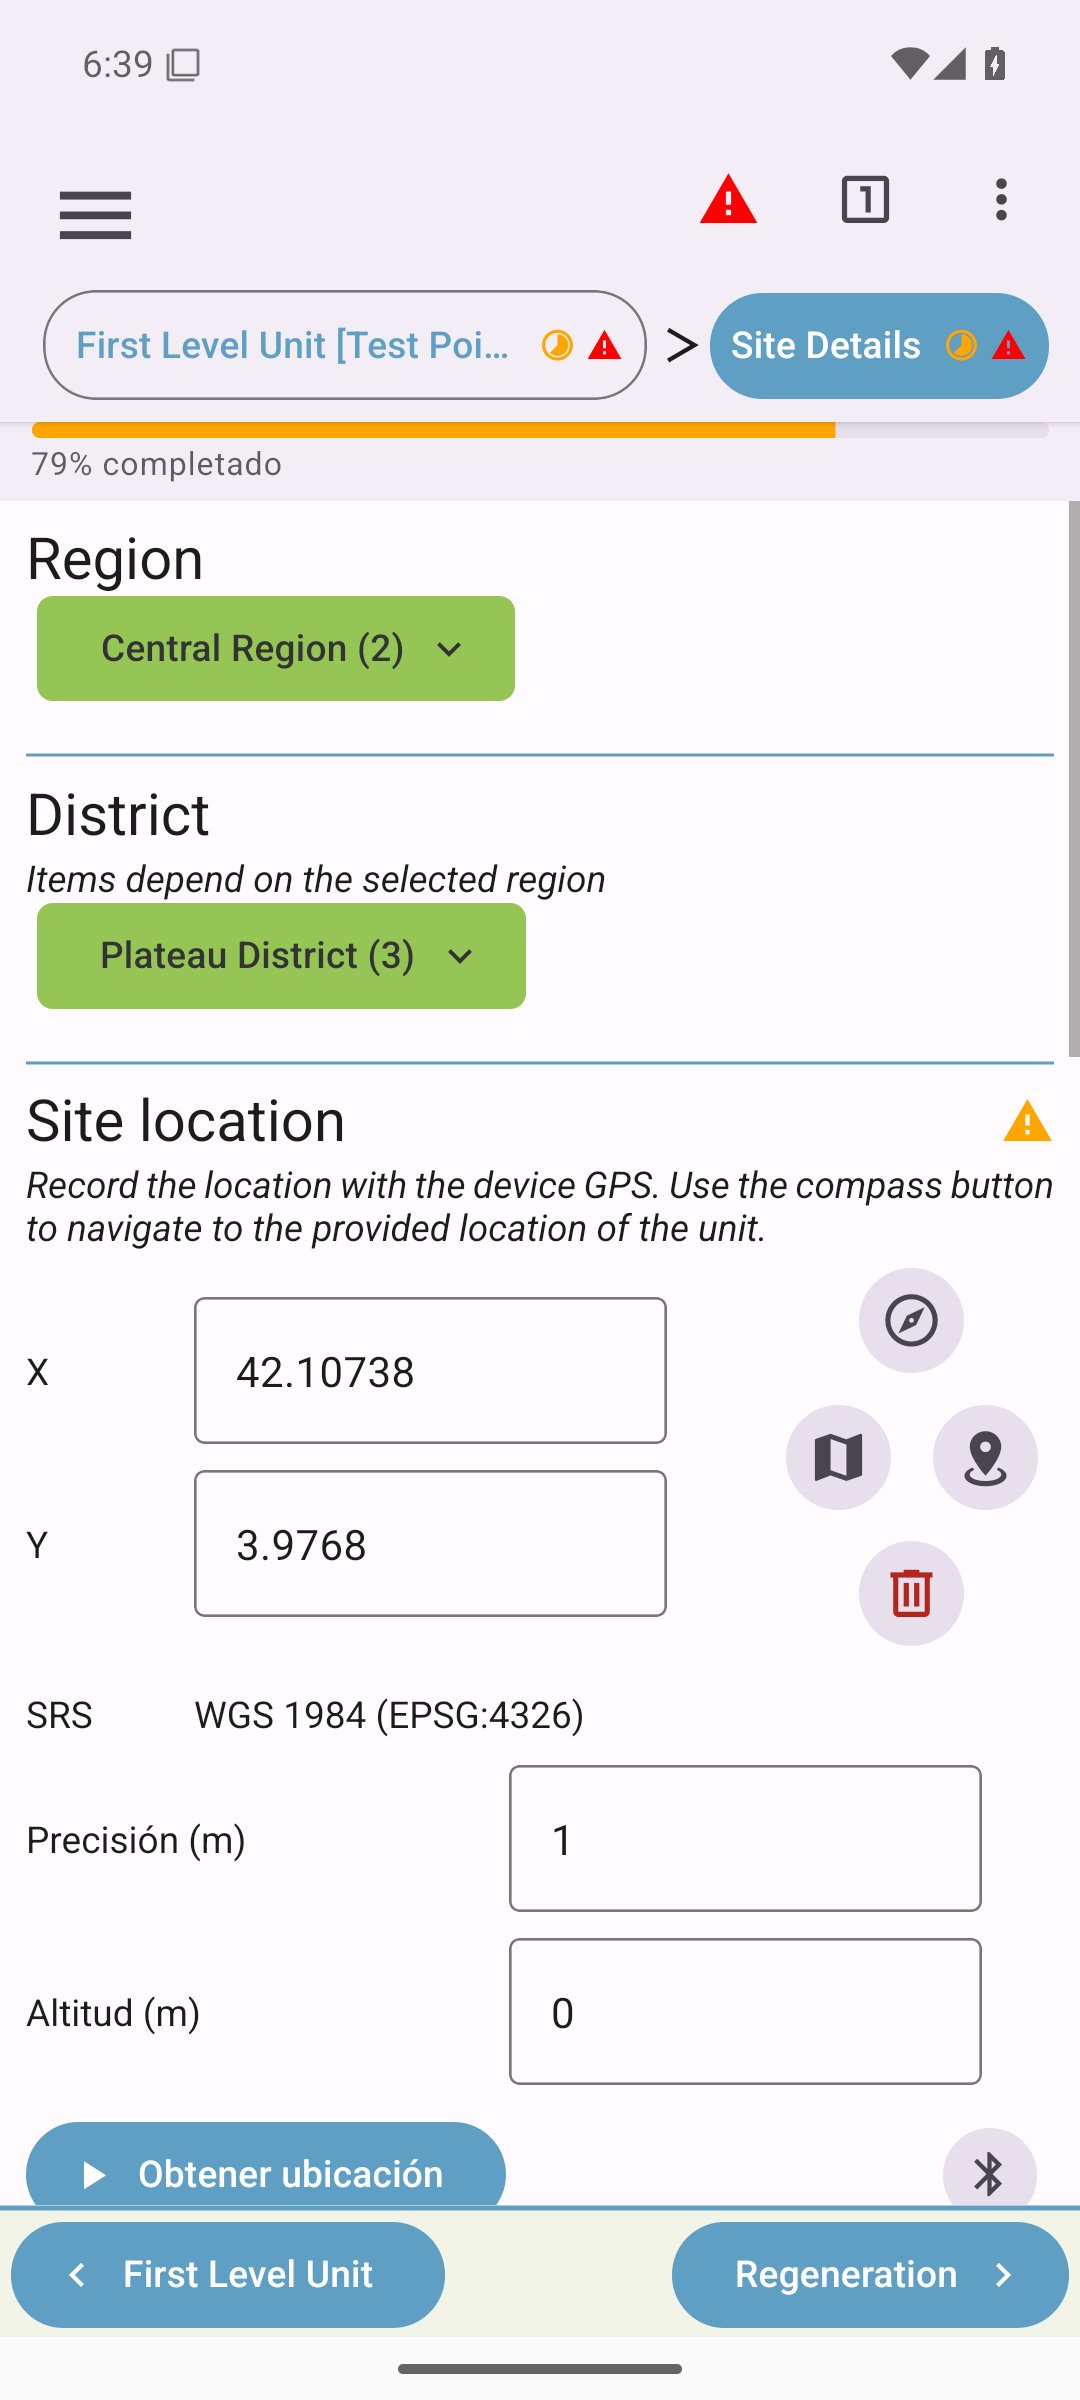 6:39
1
First Level Unit [Test Poi...
>
Site Details
79% completado
Region
Central Region (2)
District
Items depend on the selected region
Plateau District (3)
Site location
Record the location with the device GPS. Use the compass button
to navigate to the provided location of the unit.
X
42.10738
Y
3.9768
SRS
WGS 1984 (EPSG:4326)
Precisión (m)
1
Altitud (m)
0
Obtener ubicación
First Level Unit
Regeneration